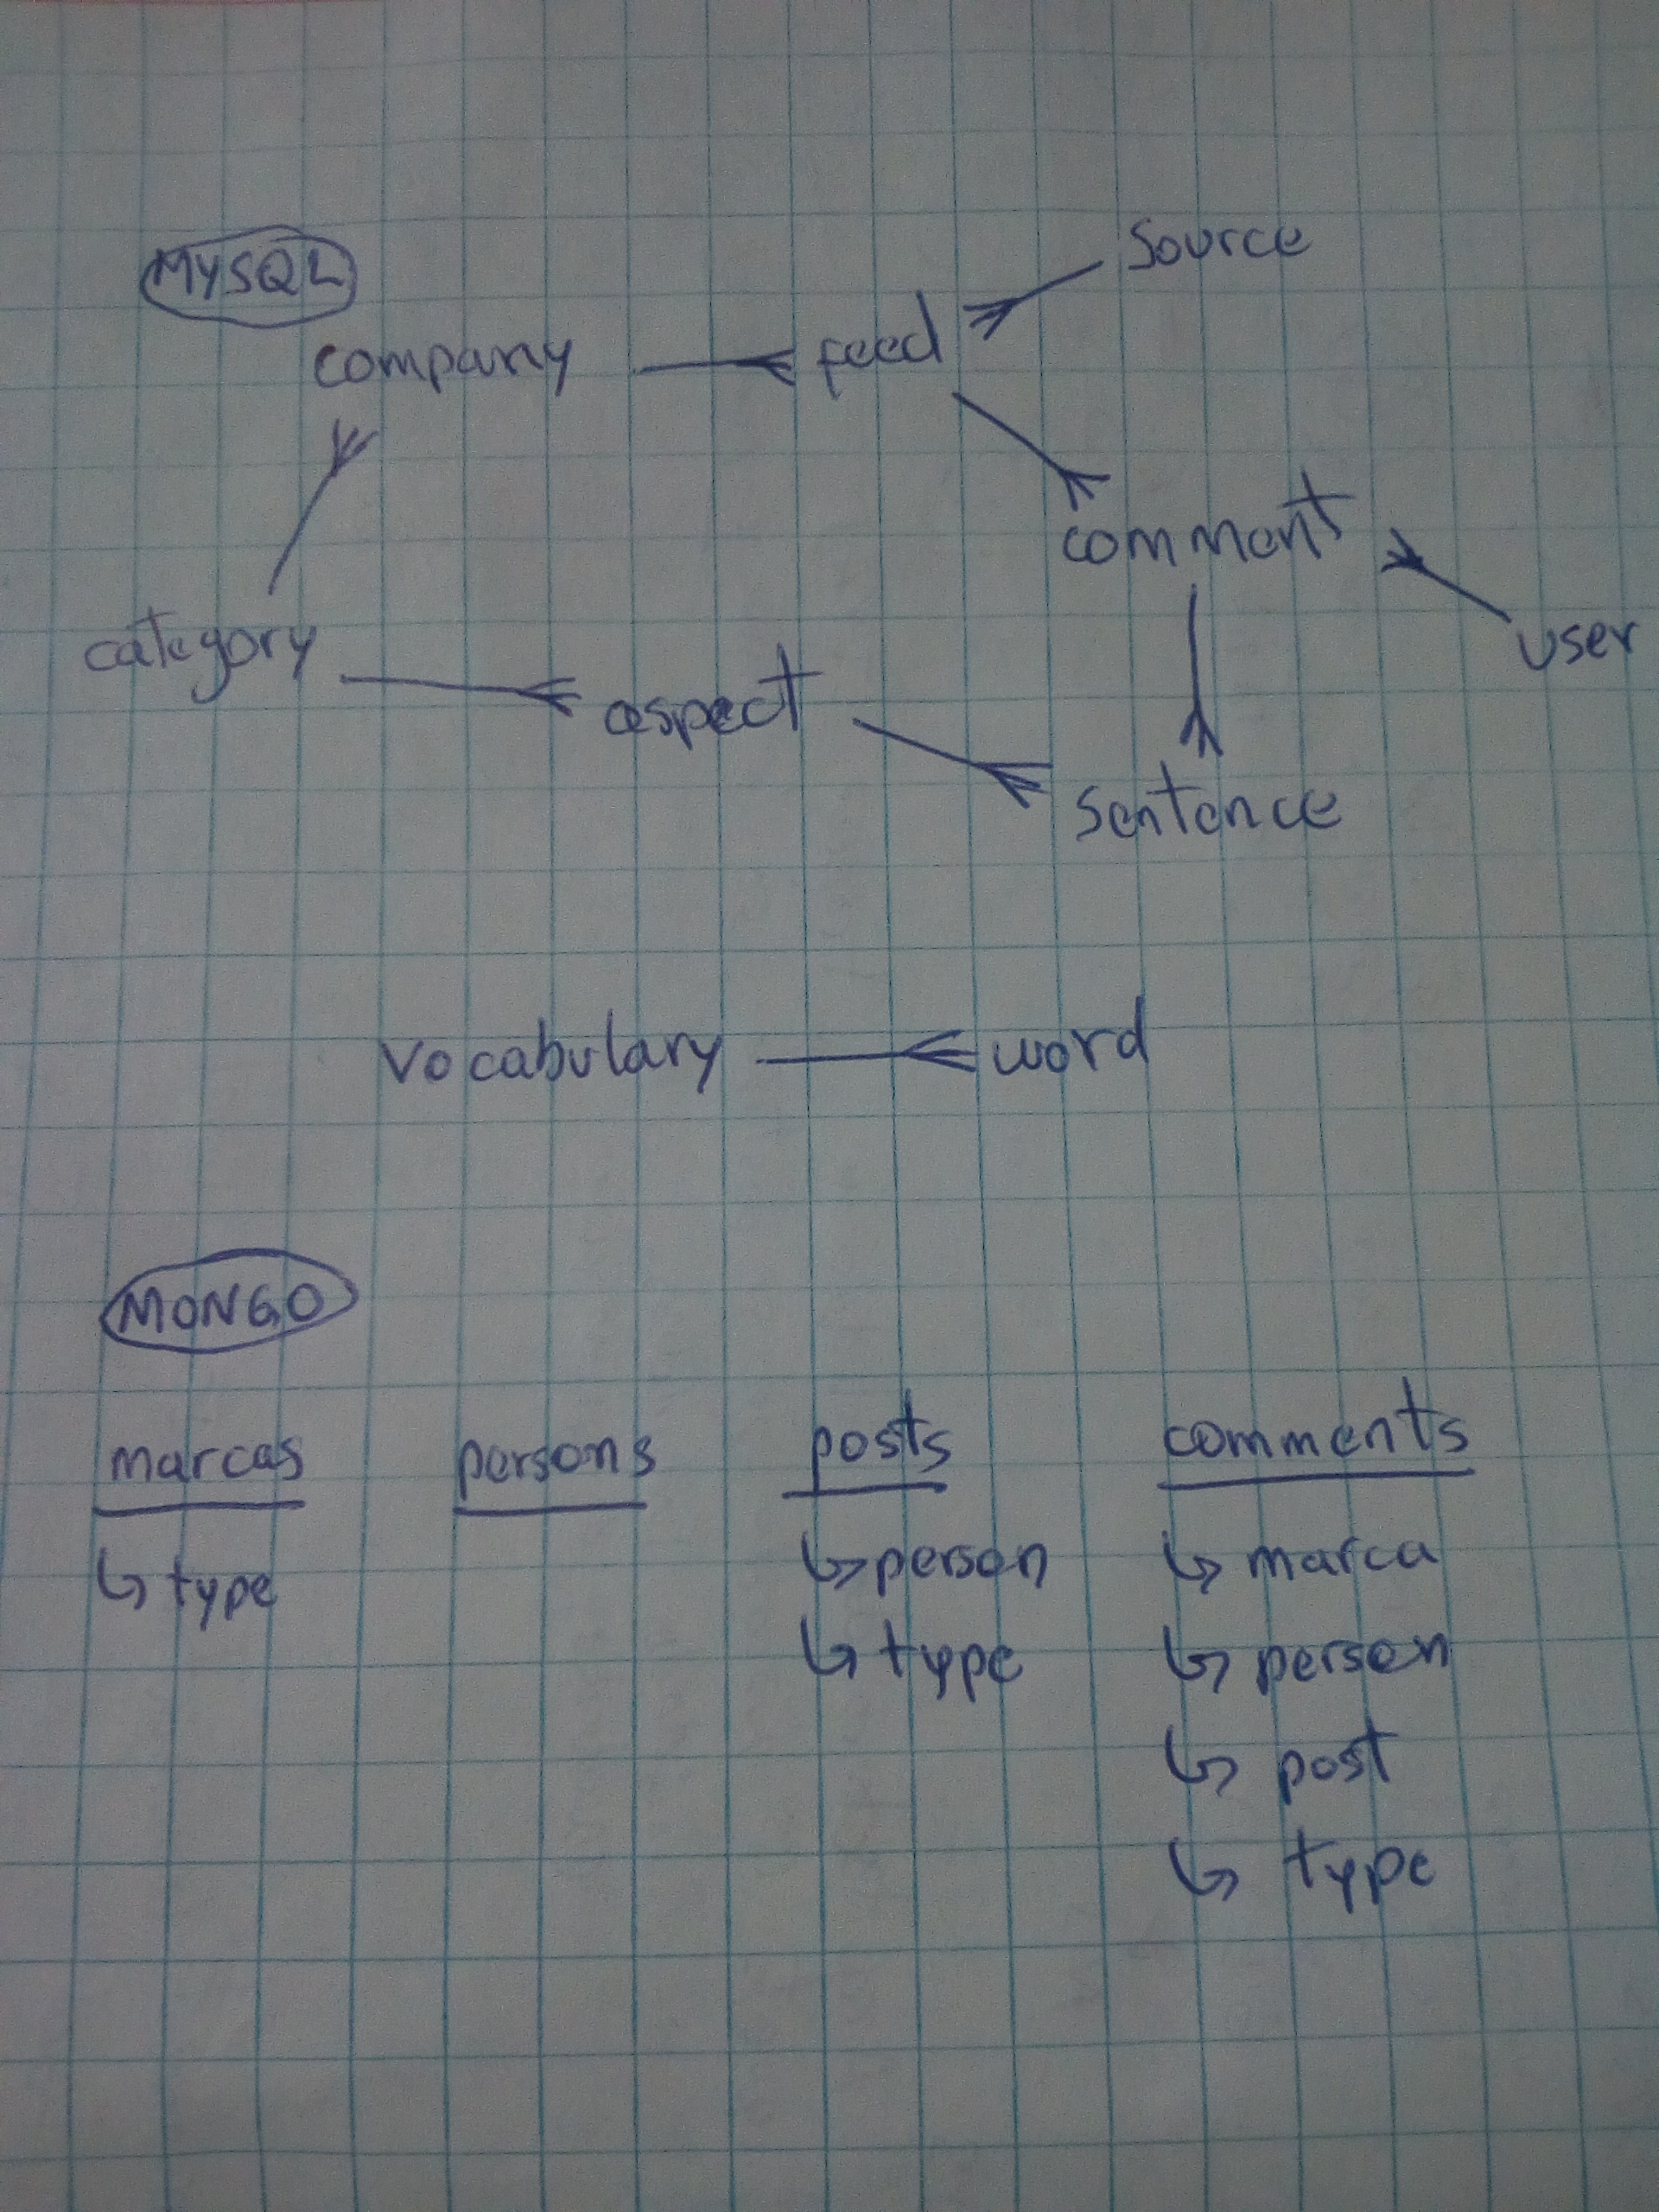 MYSQL
Source
company feed
comment
category user
aspect
sentence
vocabulary word
MONGO
marcas persons posts comments
type person marca
type person
post
type